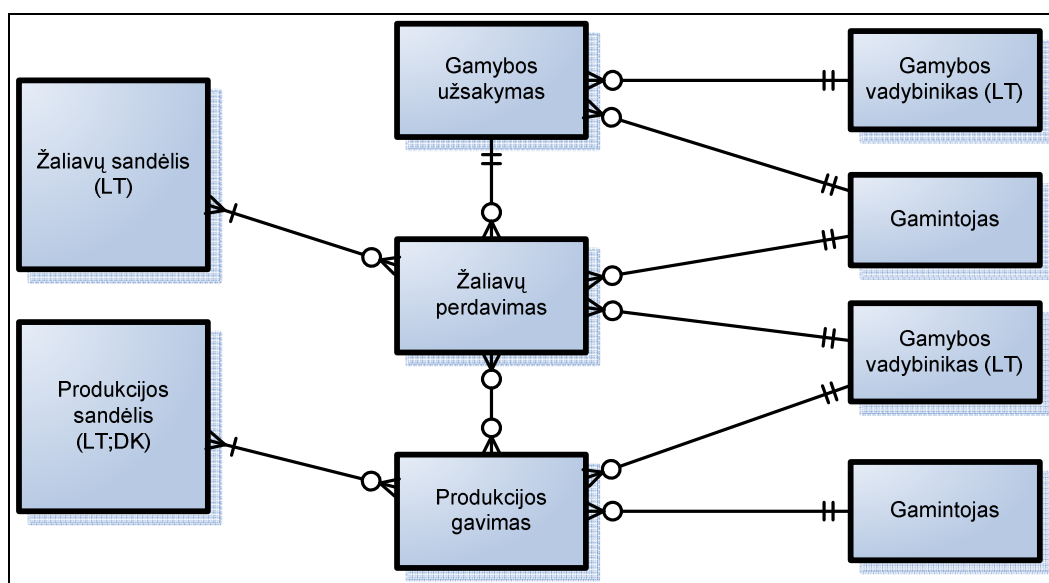 Gamybos
užsakymas
Gamybos
vadybinikas (LT)
Žaliavų sandėlis
(LT)
Gamintojas
Žaliavų
perdavimas
Gamybos
vadybinikas (LT)
Produkcijos
sandėlis
(LT;DK)
Produkcijos
gavimas
Gamintojas